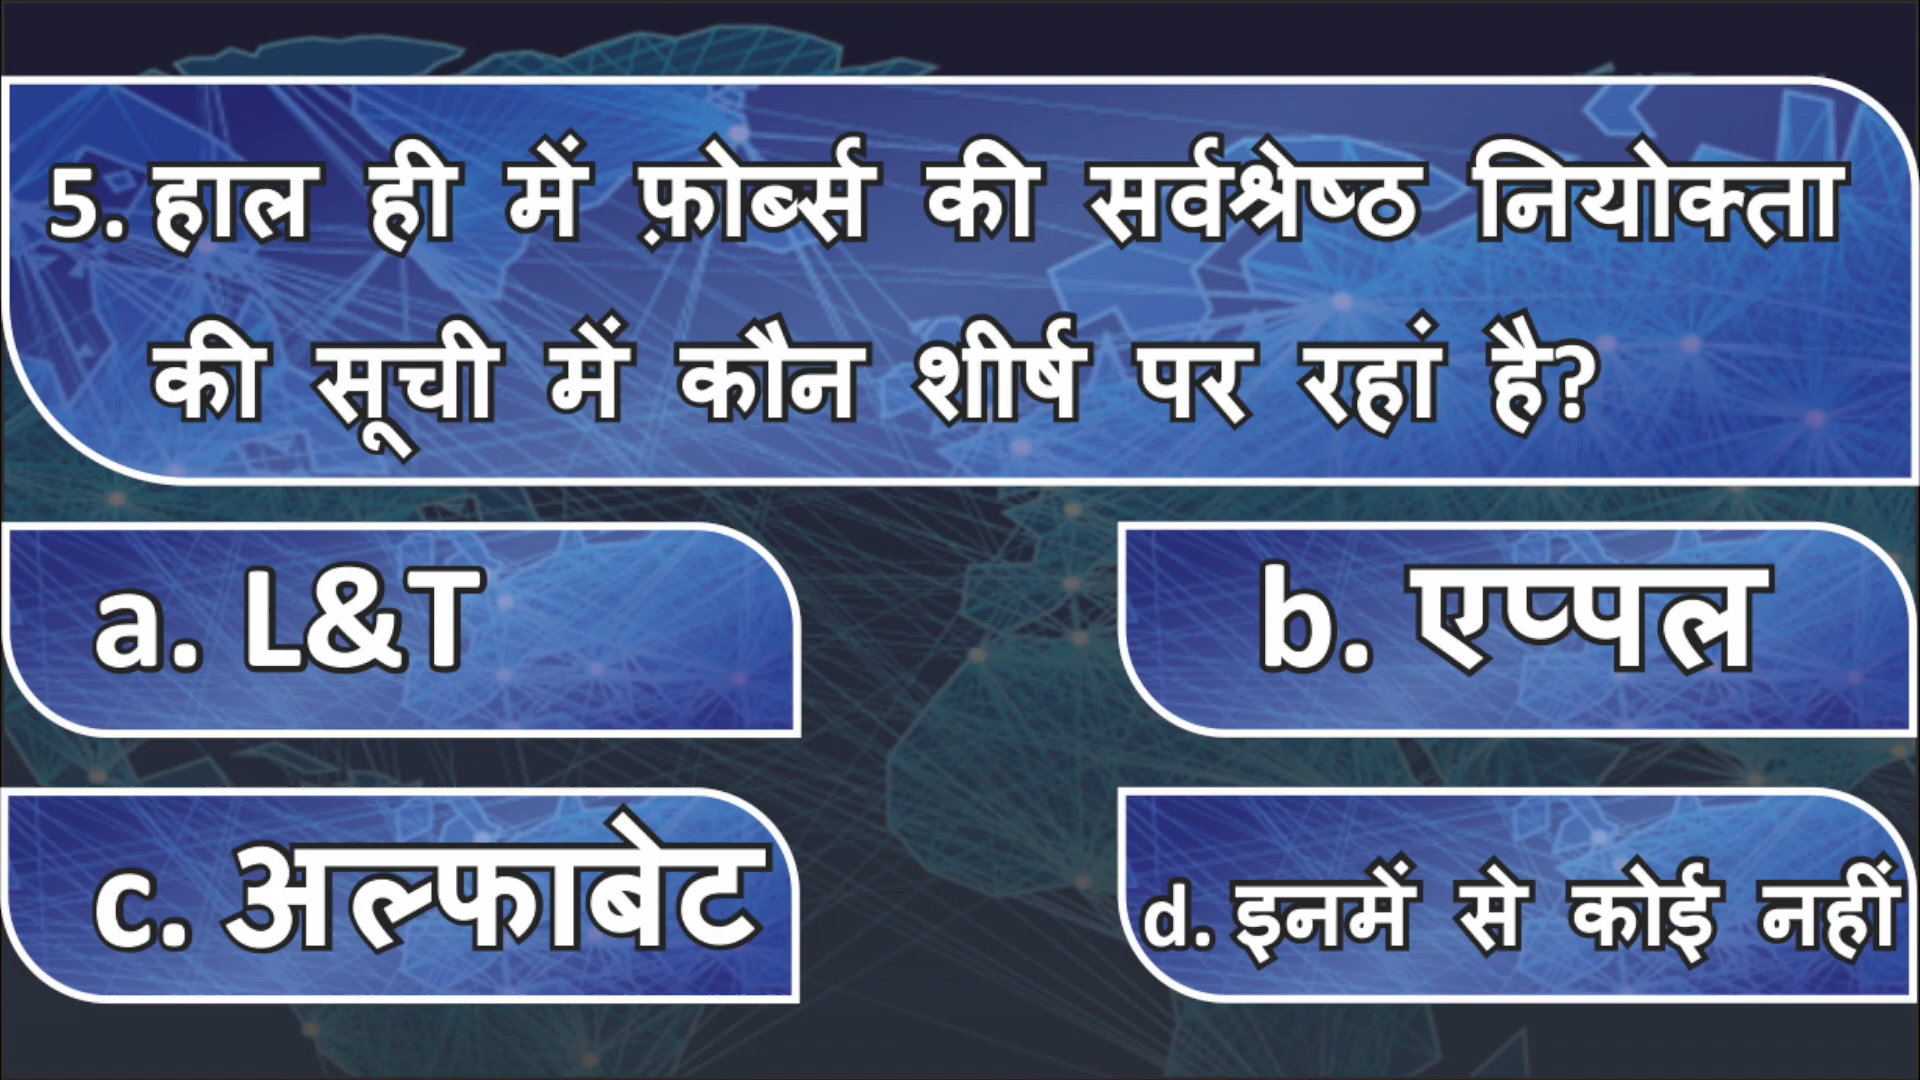 5. हाल ही में फ़ोर्ब्स की सर्वश्रेष्ठ नियोक्ता
की सूची में कौन शीर्ष पर रहां है?
a. L&T
b. एप्पल
c. अल्फाबेट
d. इनमें से कोई नहीं